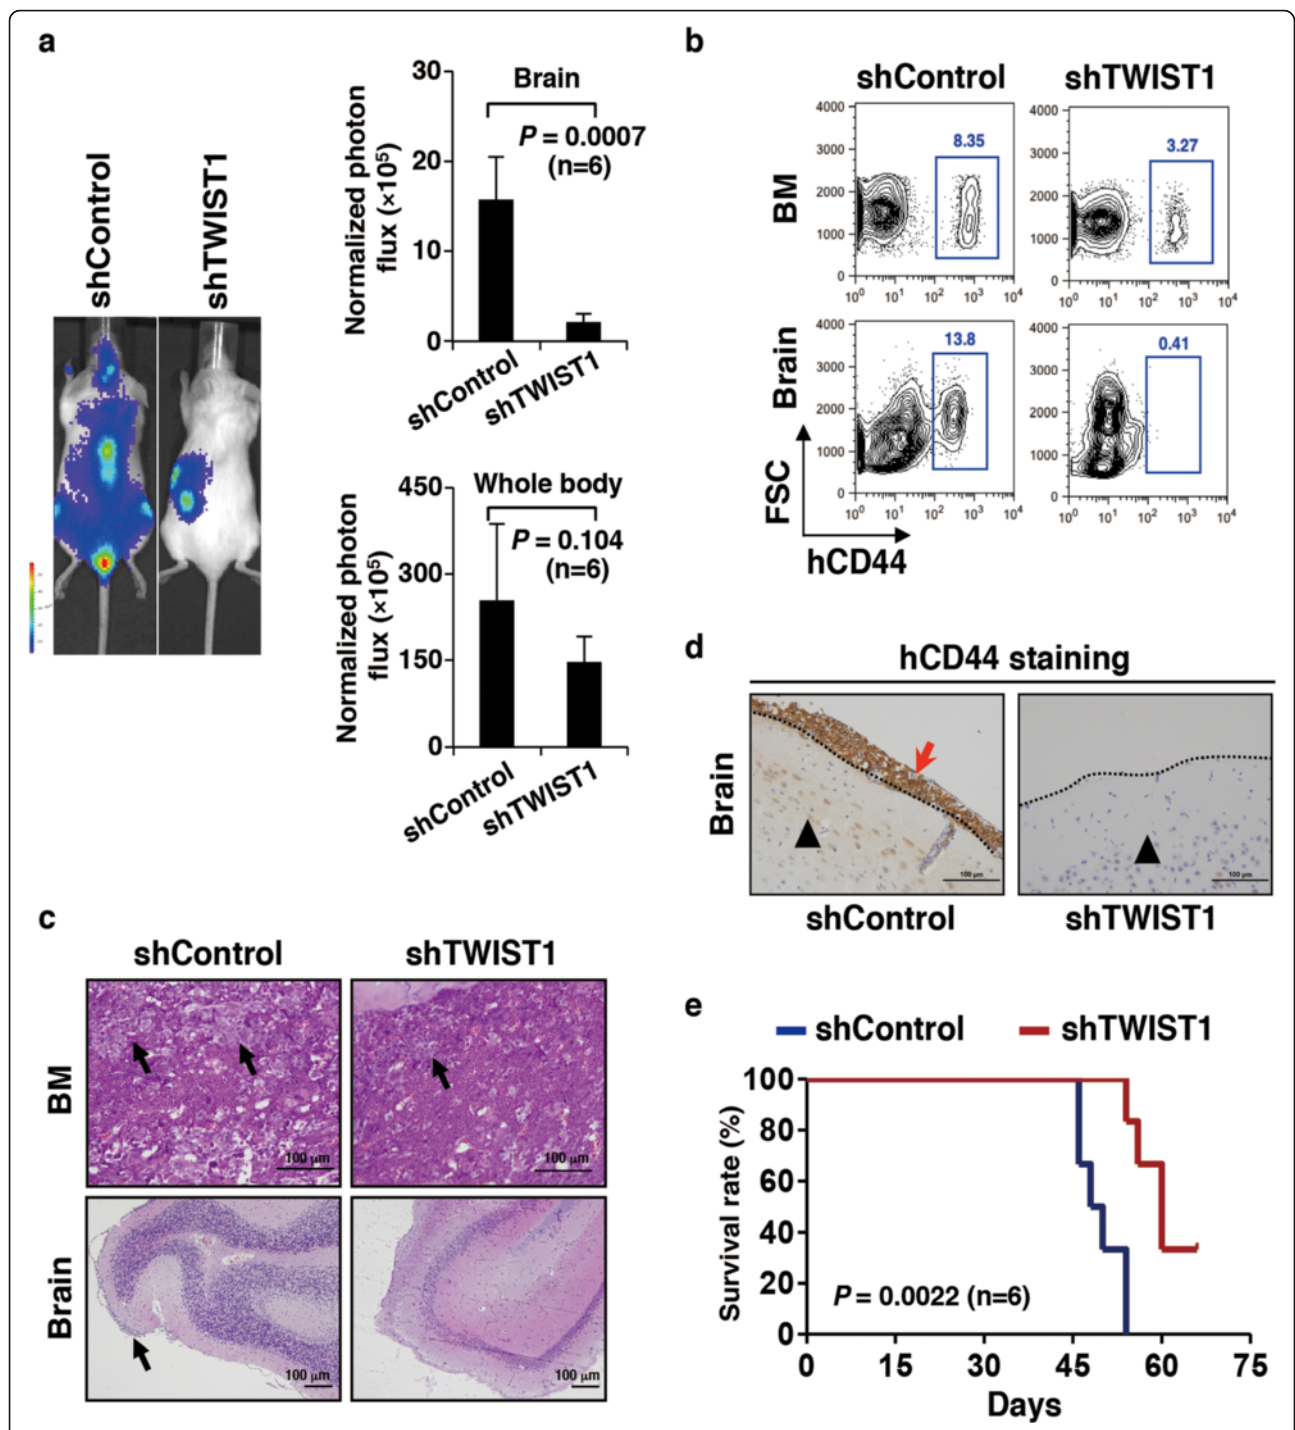 a
shControl
shTWIST1
Normalized photon
flux (×10⁵)
30
20
10
0
Brain
P = 0.0007
(n=6)
shControl
shTWIST1
Normalized photon
flux (×10⁵)
450
300
150
0
Whole body
P = 0.104
(n=6)
shControl
shTWIST1
b
shControl
shTWIST1
BM
4000
3000
2000
1000
0
8.35
10⁰ 10¹ 10² 10³ 10⁴
4000
3000
2000
1000
0
3.27
10⁰ 10¹ 10² 10³ 10⁴
Brain
4000
3000
2000
1000
0
13.8
10⁰ 10¹ 10² 10³ 10⁴
4000
3000
2000
1000
0
0.41
10⁰ 10¹ 10² 10³ 10⁴
FSC
hCD44
c
shControl
shTWIST1
BM
100 µm
100 µm
Brain
100 µm
100 µm
d
hCD44 staining
Brain
100 µm
100 µm
shControl
shTWIST1
e
shControl
shTWIST1
Survival rate (%)
100
80
60
40
20
0
P = 0.0022 (n=6)
0 15 30 45 60 75
Days